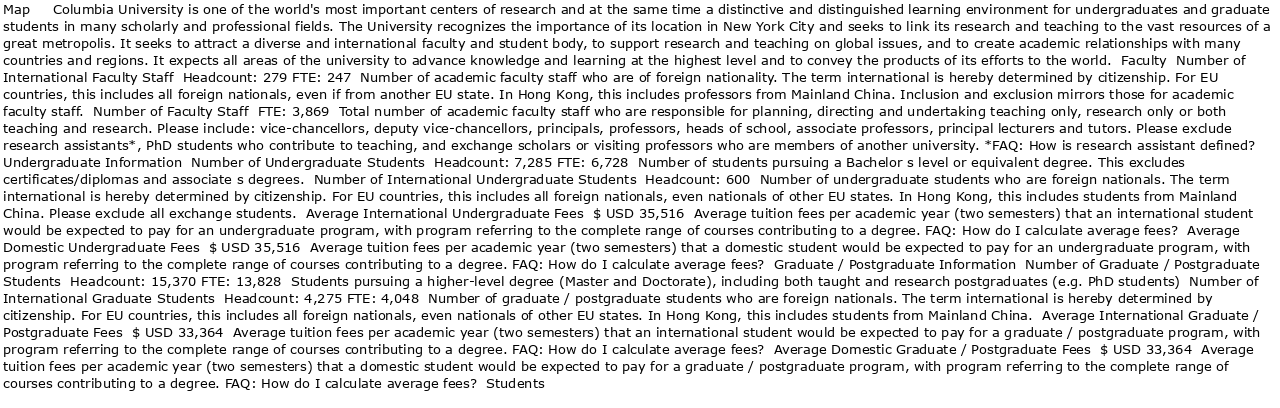 Map Columbia University is one of the world's most important centers of research and at the same time a distinctive and distinguished learning environment for undergraduates and graduate
students in many scholarly and professional fields. The University recognizes the importance of its location in New York City and seeks to link its research and teaching to the vast resources of a
great metropolis. It seeks to attract a diverse and international faculty and student body, to support research and teaching on global issues, and to create academic relationships with many
countries and regions. It expects all areas of the university to advance knowledge and learning at the highest level and to convey the products of its efforts to the world. Faculty Number of
International Faculty Staff Headcount: 279 FTE: 247 Number of academic faculty staff who are of foreign nationality. The term international is hereby determined by citizenship. For EU
countries, this includes all foreign nationals, even if from another EU state. In Hong Kong, this includes professors from Mainland China. Inclusion and exclusion mirrors those for academic
faculty staff. Number of Faculty Staff FTE: 3,869 Total number of academic faculty staff who are responsible for planning, directing and undertaking teaching only, research only or both
teaching and research. Please include: vice-chancellors, deputy vice-chancellors, principals, professors, heads of school, associate professors, principal lecturers and tutors. Please exclude
research assistants*, PhD students who contribute to teaching, and exchange scholars or visiting professors who are members of another university. *FAQ: How is research assistant defined?
Undergraduate Information Number of Undergraduate Students Headcount: 7,285 FTE: 6,728 Number of students pursuing a Bachelor s level or equivalent degree. This excludes
certificates/diplomas and associate s degrees. Number of International Undergraduate Students Headcount: 600 Number of undergraduate students who are foreign nationals. The term
international is hereby determined by citizenship. For EU countries, this includes all foreign nationals, even nationals of other EU states. In Hong Kong, this includes students from Mainland
China. Please exclude all exchange students. Average International Undergraduate Fees $ USD 35,516 Average tuition fees per academic year (two semesters) that an international student
would be expected to pay for an undergraduate program, with program referring to the complete range of courses contributing to a degree. FAQ: How do I calculate average fees? Average
Domestic Undergraduate Fees $ USD 35,516 Average tuition fees per academic year (two semesters) that a domestic student would be expected to pay for an undergraduate program, with
program referring to the complete range of courses contributing to a degree. FAQ: How do I calculate average fees? Graduate / Postgraduate Information Number of Graduate / Postgraduate
Students Headcount: 15,370 FTE: 13,828 Students pursuing a higher-level degree (Master and Doctorate), including both taught and research postgraduates (e.g. PhD students) Number of
International Graduate Students Headcount: 4,275 FTE: 4,048 Number of graduate / postgraduate students who are foreign nationals. The term international is hereby determined by
citizenship. For EU countries, this includes all foreign nationals, even nationals of other EU states. In Hong Kong, this includes students from Mainland China. Average International Graduate /
Postgraduate Fees $ USD 33,364 Average tuition fees per academic year (two semesters) that an international student would be expected to pay for a graduate / postgraduate program, with
program referring to the complete range of courses contributing to a degree. FAQ: How do I calculate average fees? Average Domestic Graduate / Postgraduate Fees $ USD 33,364 Average
tuition fees per academic year (two semesters) that a domestic student would be expected to pay for a graduate / postgraduate program, with program referring to the complete range of
courses contributing to a degree. FAQ: How do I calculate average fees? Students